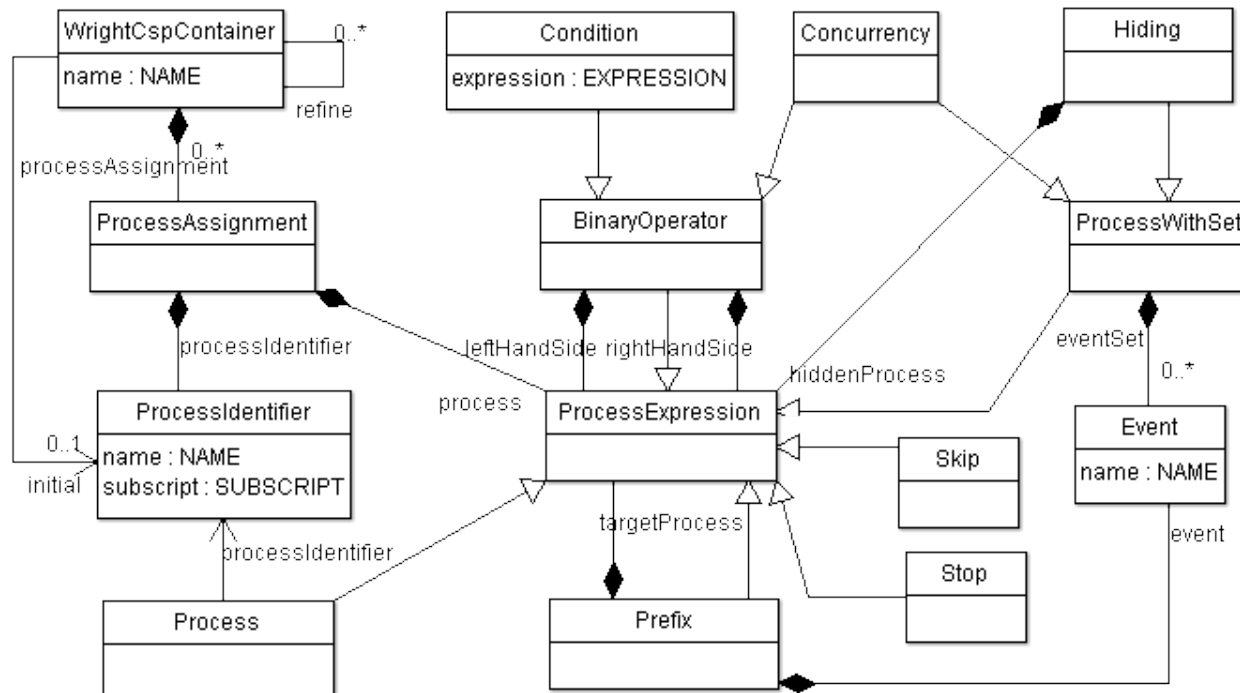 WrightCspContainer
name : NAME
0..*
refine
Condition
expression : EXPRESSION
Concurrency
Hiding
processAssignment
0..*
ProcessAssignment
BinaryOperator
ProcessWithSet
processIdentifier
leftHandSide
rightHandSide
eventSet
hiddenProcess
0..*
process
ProcessIdentifier
name : NAME
subscript : SUBSCRIPT
0..1
initial
ProcessExpression
Event
name : NAME
Skip
targetProcess
event
processIdentifier
Stop
Process
Prefix